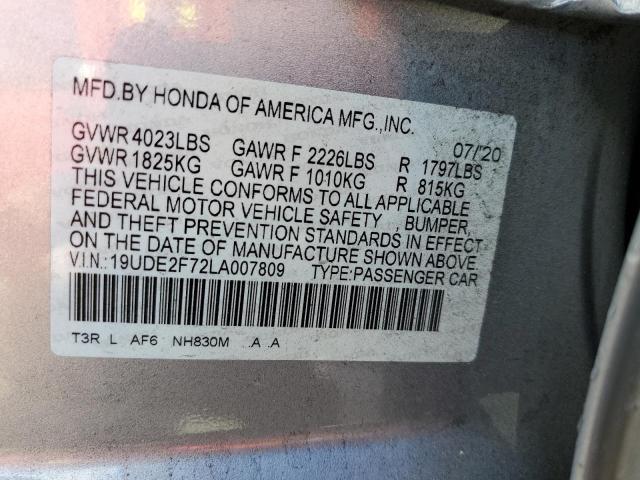 MFD.BY HONDA OF AMERICA MFG.,INC.
07/'20
GVWR 4023LBS GAWR F 2226LBS R 1797LBS
GVWR 1825KG GAWR F 1010KG R 815KG
THIS VEHICLE CONFORMS TO ALL APPLICABLE
FEDERAL MOTOR VEHICLE SAFETY , BUMPER,
AND THEFT PREVENTION STANDARDS IN EFFECT
ON THE DATE OF MANUFACTURE SHOWN ABOVE.
V.I.N.: 19UDE2F72LA007809 TYPE:PASSENGER CAR
T3R L AF6 NH830M .A .A